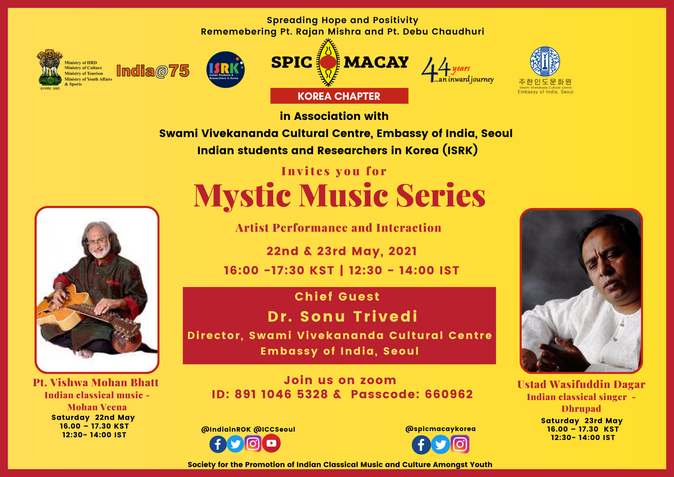 Spreading Hope and Positivity
Rememebering Pt. Rajan Mishra and Pt. Debu Chaudhuri
Ministry of HRD
Ministry of Culture
Ministry of Tourism
Ministry of Youth Affairs
& Sports
India@75
ISRK
SPIC MACAY
KOREA CHAPTER
44 years
...an inward journey
주한인도문화원
Swami Vivekananda Cultural Centre
Embassy of India, Seoul
in Association with
Swami Vivekananda Cultural Centre, Embassy of India, Seoul
Indian students and Researchers in Korea (ISRK)
Invites you for
Mystic Music Series
Artist Performance and Interaction
22nd & 23rd May, 2021
16:00 -17:30 KST | 12:30 - 14:00 IST
Chief Guest
Dr. Sonu Trivedi
Director, Swami Vivekananda Cultural Centre
Embassy of India, Seoul
Join us on zoom
ID: 891 1046 5328 & Passcode: 660962
Pt. Vishwa Mohan Bhatt
Indian classical music -
Mohan Veena
Saturday 22nd May
16.00 – 17.30 KST
12:30- 14:00 IST
Ustad Wasifuddin Dagar
Indian classical singer -
Dhrupad
Saturday 23rd May
16.00 – 17.30 KST
12:30- 14:00 IST
@IndiainROK @ICCSeoul
@spicmacaykorea
Society for the Promotion of Indian Classical Music and Culture Amongst Youth